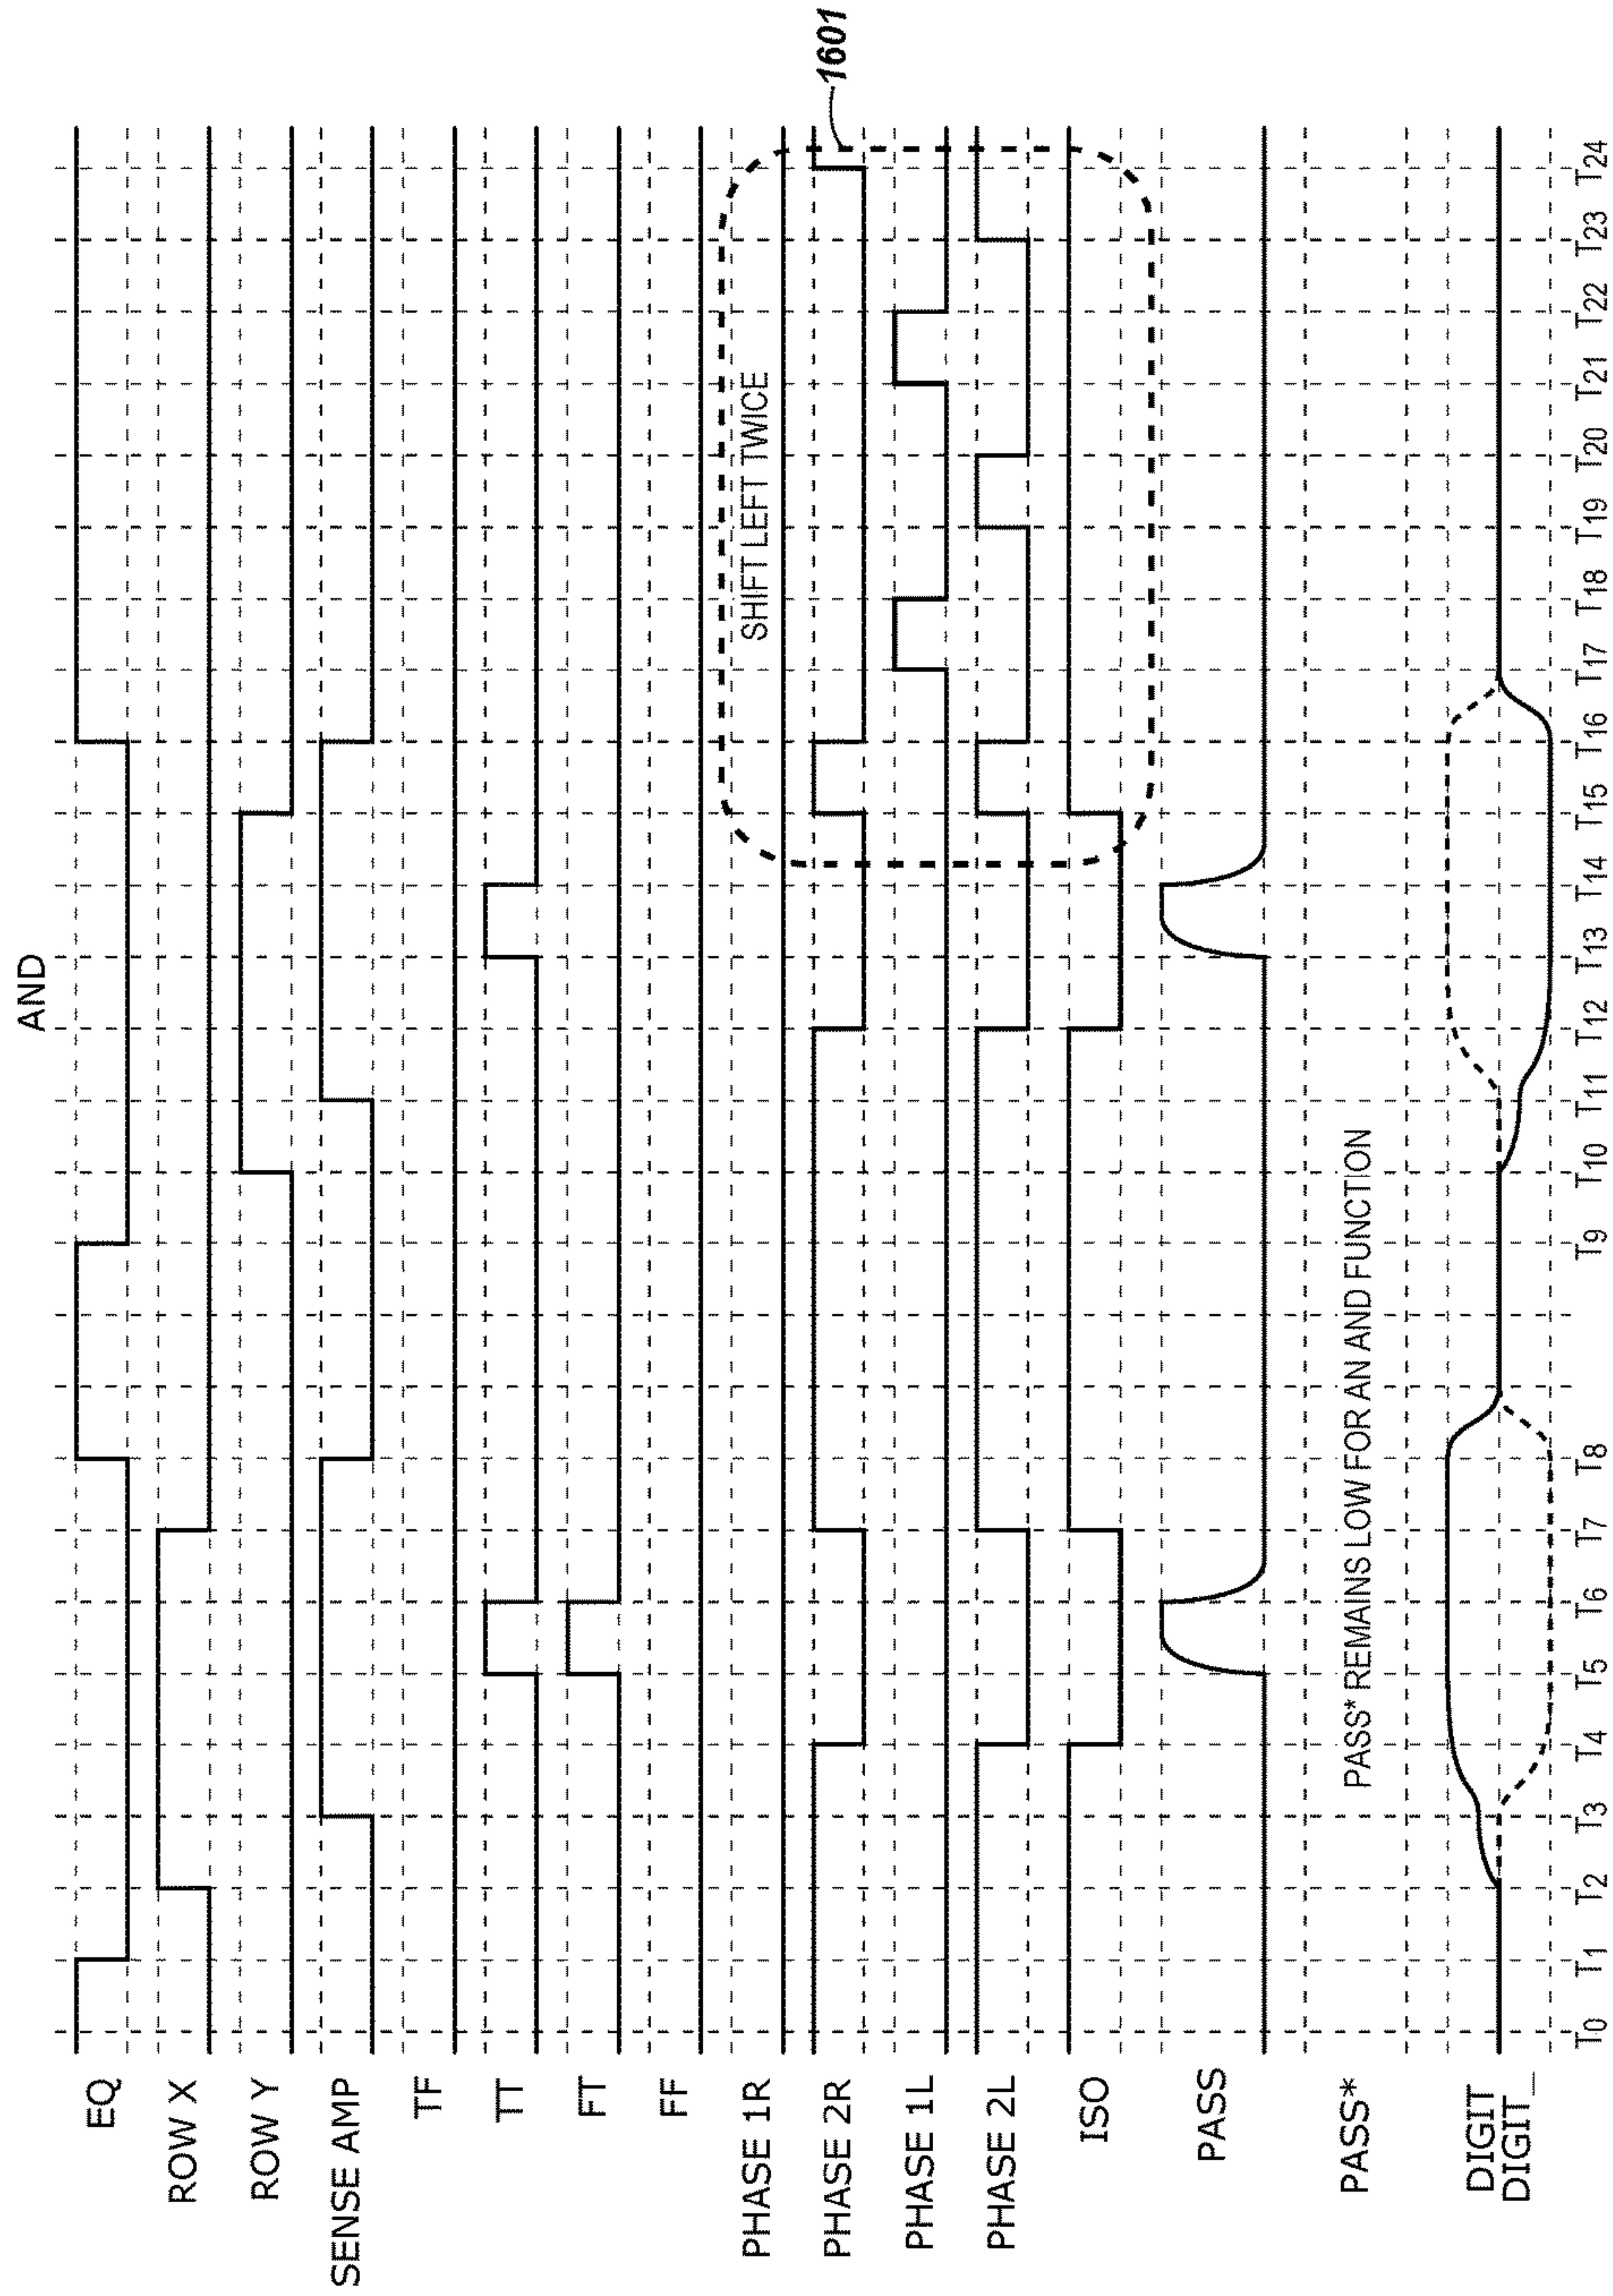 AND
EQ
ROW X
ROW Y
SENSE AMP
TF
TT
FT
FF
PHASE 1R
PHASE 2R
PHASE 1L
PHASE 2L
ISO
PASS
PASS*
DIGIT
DIGIT_
SHIFT LEFT TWICE
1601
PASS* REMAINS LOW FOR AN AND FUNCTION
T0 T1 T2 T3 T4 T5 T6 T7 T8 T9 T10 T11 T12 T13 T14 T15 T16 T17 T18 T19 T20 T21 T22 T23 T24